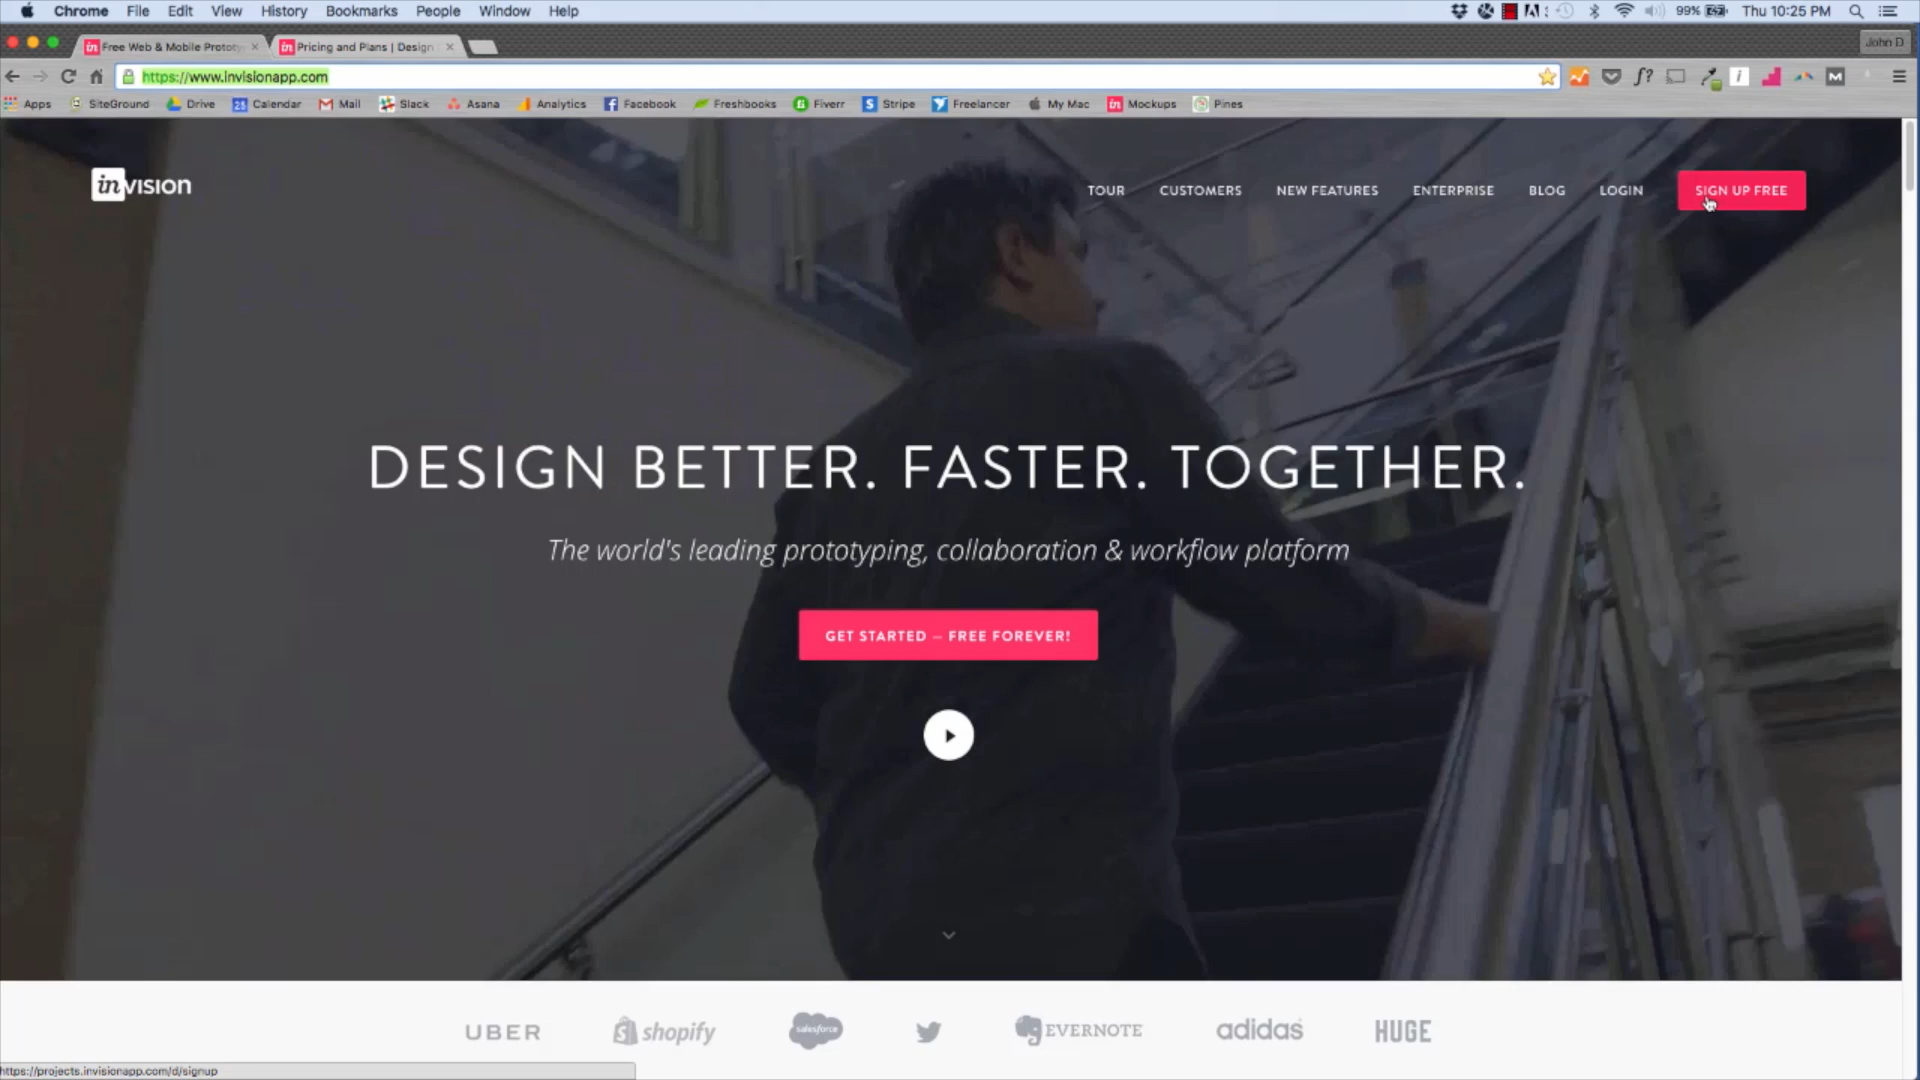 Chrome File Edit View History Bookmarks People Window Help
99% Thu 10:25 PM
Free Web & Mobile Prototy
Pricing and Plans | Design
John D
https://www.invisionapp.com
Apps SiteGround Drive Calendar Mail Slack Asana Analytics Facebook Freshbooks Fiverr Stripe Freelancer My Mac Mockups Pines
inVISION
TOUR CUSTOMERS NEW FEATURES ENTERPRISE BLOG LOGIN SIGN UP FREE
DESIGN BETTER. FASTER. TOGETHER.
The world's leading prototyping, collaboration & workflow platform
GET STARTED – FREE FOREVER!
UBER shopify salesforce EVERNOTE adidas HUGE
https://projects.invisionapp.com/d/signup